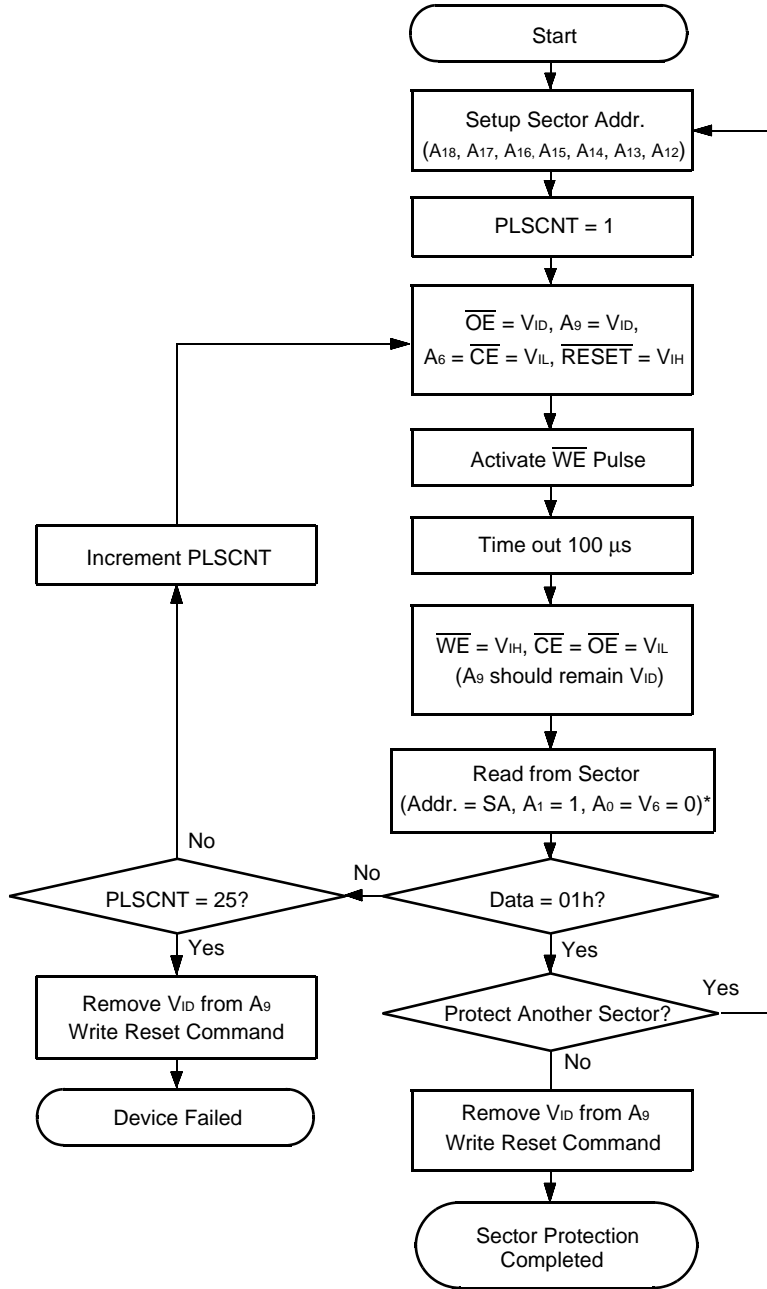 Start
Setup Sector Addr.
(A18, A17, A16, A15, A14, A13, A12)
PLSCNT = 1
OE = VID, A9 = VID,
A6 = CE = VIL, RESET = VIH
Activate WE Pulse
Time out 100 µs
Increment PLSCNT
WE = VIH, CE = OE = VIL
(A9 should remain VID)
Read from Sector
(Addr. = SA, A1 = 1, A0 = V6 = 0)*
No
PLSCNT = 25?
No
Data = 01h?
Yes
Yes
Remove VID from A9
Write Reset Command
Protect Another Sector?
Yes
No
Device Failed
Remove VID from A9
Write Reset Command
Sector Protection
Completed